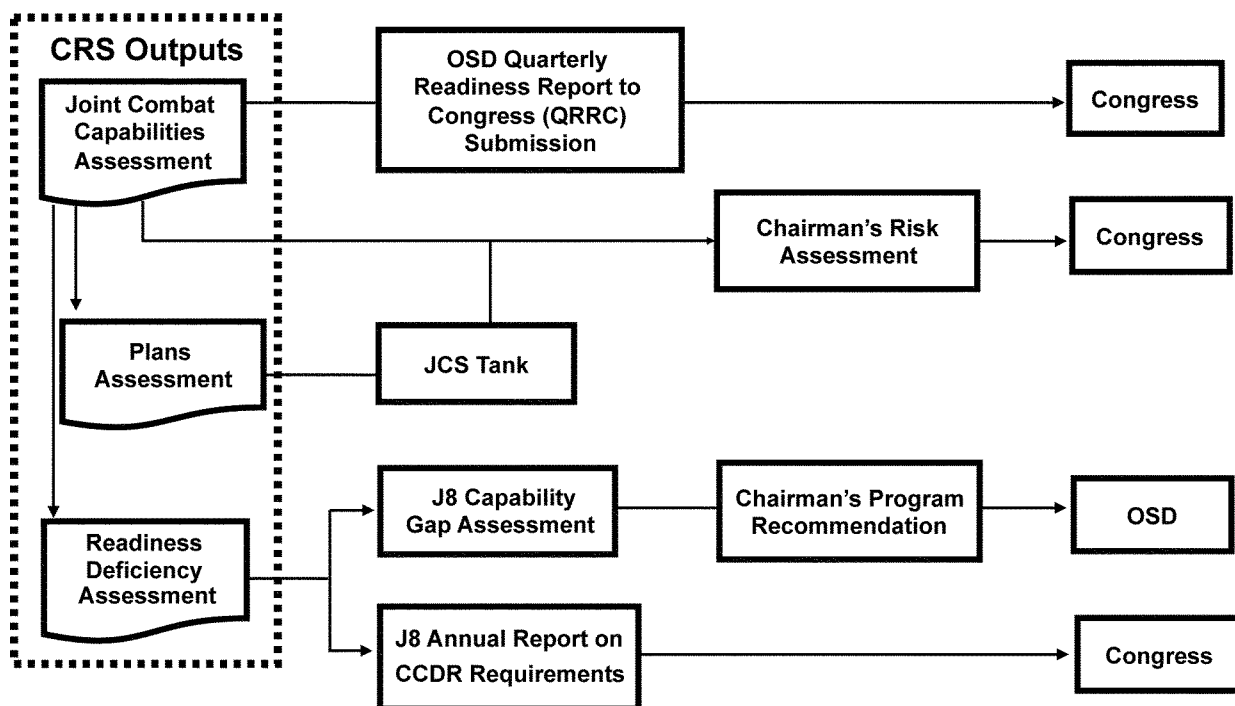 CRS Outputs
Joint Combat
Capabilities
Assessment
OSD Quarterly
Readiness Report to
Congress (QRRC)
Submission
Congress
Chairman's Risk
Assessment
Congress
Plans
Assessment
JCS Tank
Readiness
Deficiency
Assessment
J8 Capability
Gap Assessment
Chairman's Program
Recommendation
OSD
J8 Annual Report on
CCDR Requirements
Congress